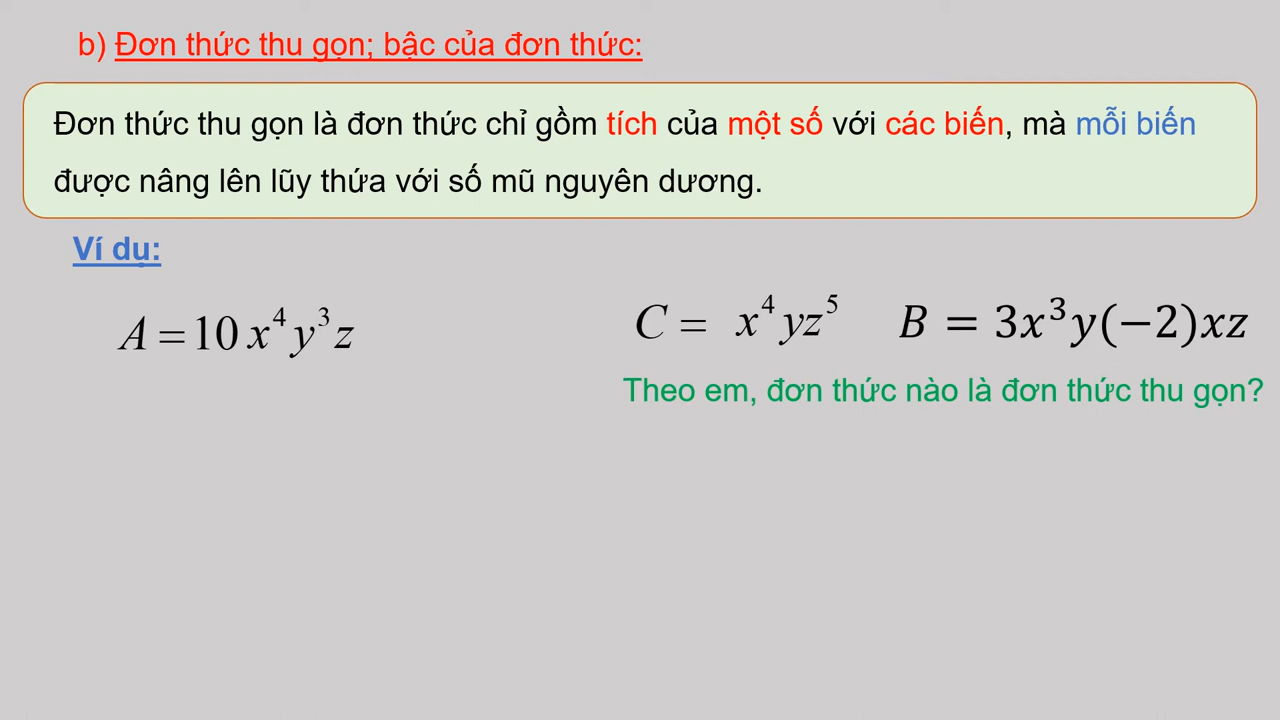 b) Đơn thức thu gọn; bậc của đơn thức:
Đơn thức thu gọn là đơn thức chỉ gồm tích của một số với các biến, mà mỗi biến
được nâng lên lũy thừa với số mũ nguyên dương.
Ví dụ:
A = 10x⁴y³z
C = x⁴yz⁵
B = 3x³y(−2)xz
Theo em, đơn thức nào là đơn thức thu gọn?